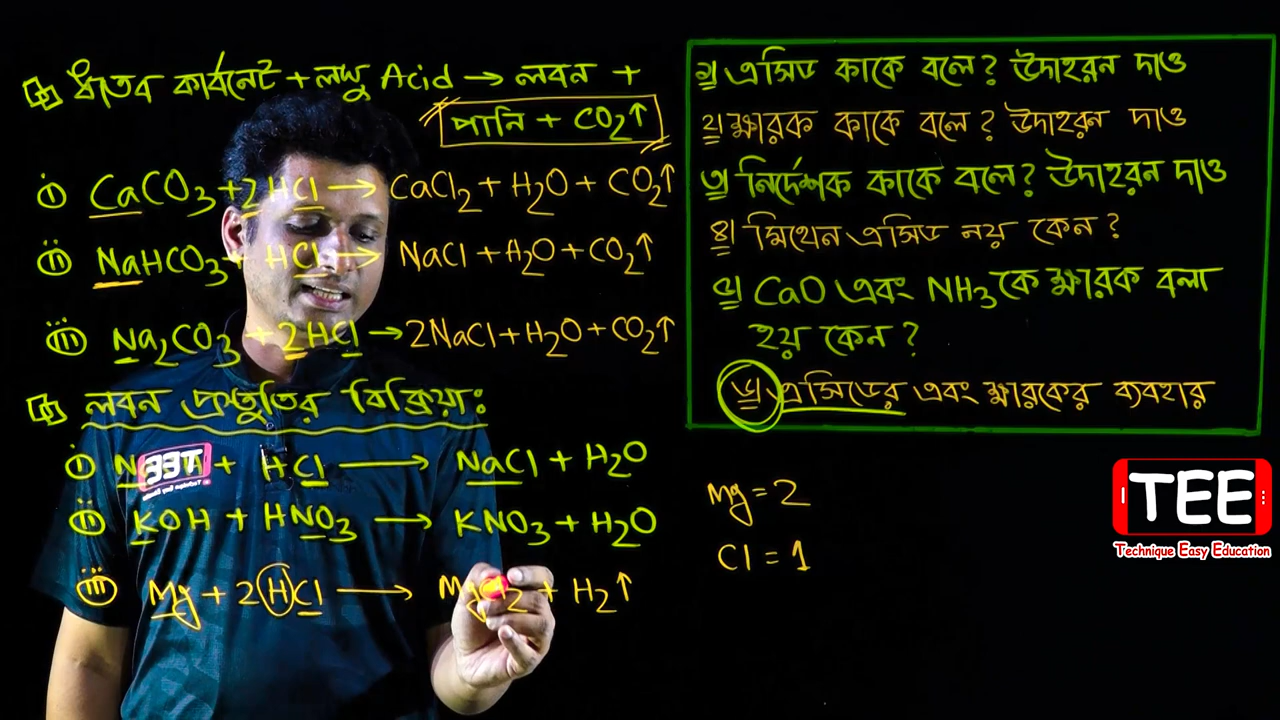 ধাতব কার্বনেট + লঘু Acid → লবন +
পানি + CO₂↑
i) CaCO₃ + 2HCl → CaCl₂ + H₂O + CO₂↑
ii) NaHCO₃ + HCl → NaCl + H₂O + CO₂↑
iii) Na₂CO₃ + 2HCl → 2NaCl + H₂O + CO₂↑
লবন প্রস্তুতির বিক্রিয়া:
i) + HCl → NaCl + H₂O
ii) KOH + HNO₃ → KNO₃ + H₂O
iii) Mg + 2HCl → + H₂↑
TEE
১) এসিড কাকে বলে? উদাহরন দাও
২) ক্ষারক কাকে বলে? উদাহরন দাও
৩) নির্দেশক কাকে বলে? উদাহরন দাও
৪) মিথেন এসিড নয় কেন?
৫) CaO এবং NH₃ কে ক্ষারক বলা
হয় কেন?
৬) এসিডের এবং ক্ষারকের ব্যবহার
Mg = 2
Cl = 1
TEE
Technique Easy Education